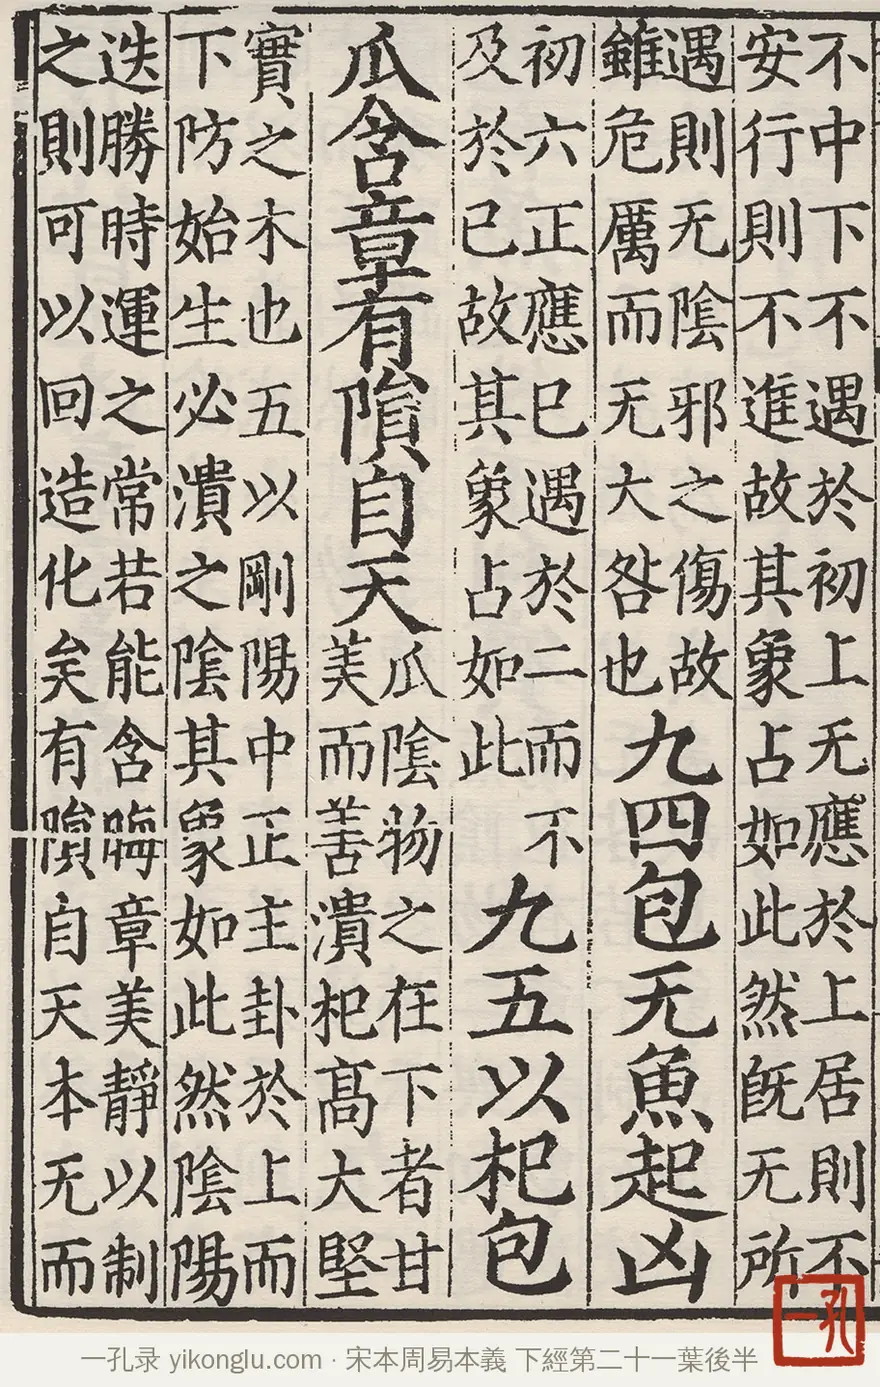 不中下不遇於初上无應於上居則不
安行則不進故其象占如此然旣无所
遇則无陰邪之傷故
雖危厲而无大咎也
九四包无魚起凶
初六正應巳遇於二而不
及於已故其象占如此
九五以杞包
瓜含章有隕自天
瓜陰物之在下者甘
美而善潰杞高大堅
實之木也五以剛陽中正主卦於上而
下防始生必潰之陰其象如此然陰陽
迭勝時運之常若能含晦章美靜以制
之則可以回造化矣有隕自天本无而
一孔
一孔录 yikonglu.com · 宋本周易本義 下經第二十一葉後半